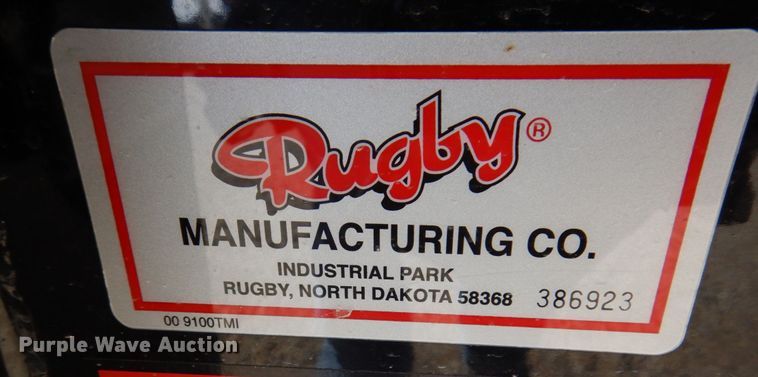 Rugby®
MANUFACTURING CO.
INDUSTRIAL PARK
RUGBY, NORTH DAKOTA 58368 386923
00 9100TMI
Purple Wave Auction